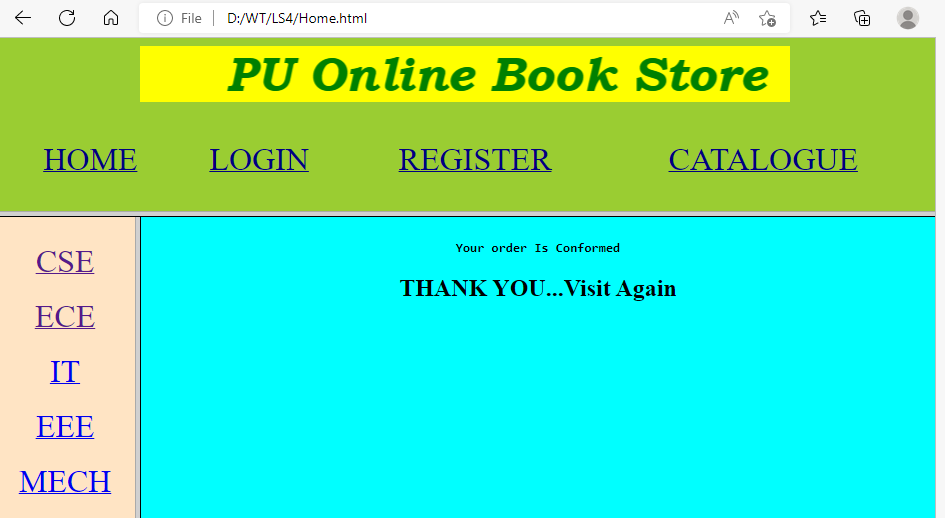 File D:/WT/LS4/Home.html
PU Online Book Store
HOME LOGIN REGISTER CATALOGUE
CSE
ECE
IT
EEE
MECH
Your order Is Conformed
THANK YOU...Visit Again